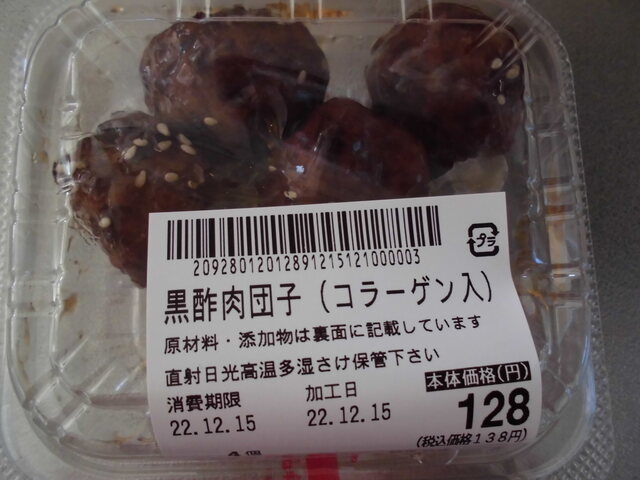 2092801201289121512100003
プラ
黒酢肉団子(コラーゲン入)
原材料・添加物は裏面に記載しています
直射日光高温多湿さけ保管下さい
消費期限 加工日 本体価格(円)
22.12.15 22.12.15 128
(税込価格138円)
4個